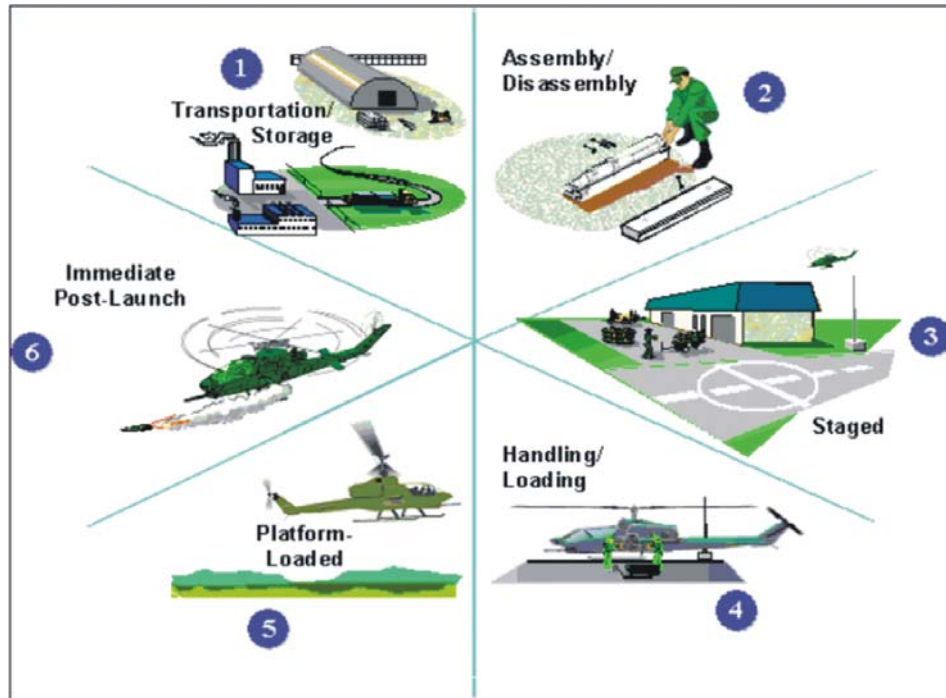 1
Transportation/
Storage
Assembly/
Disassembly
2
3
Staged
Handling/
Loading
4
Platform-
Loaded
5
Immediate
Post-Launch
6